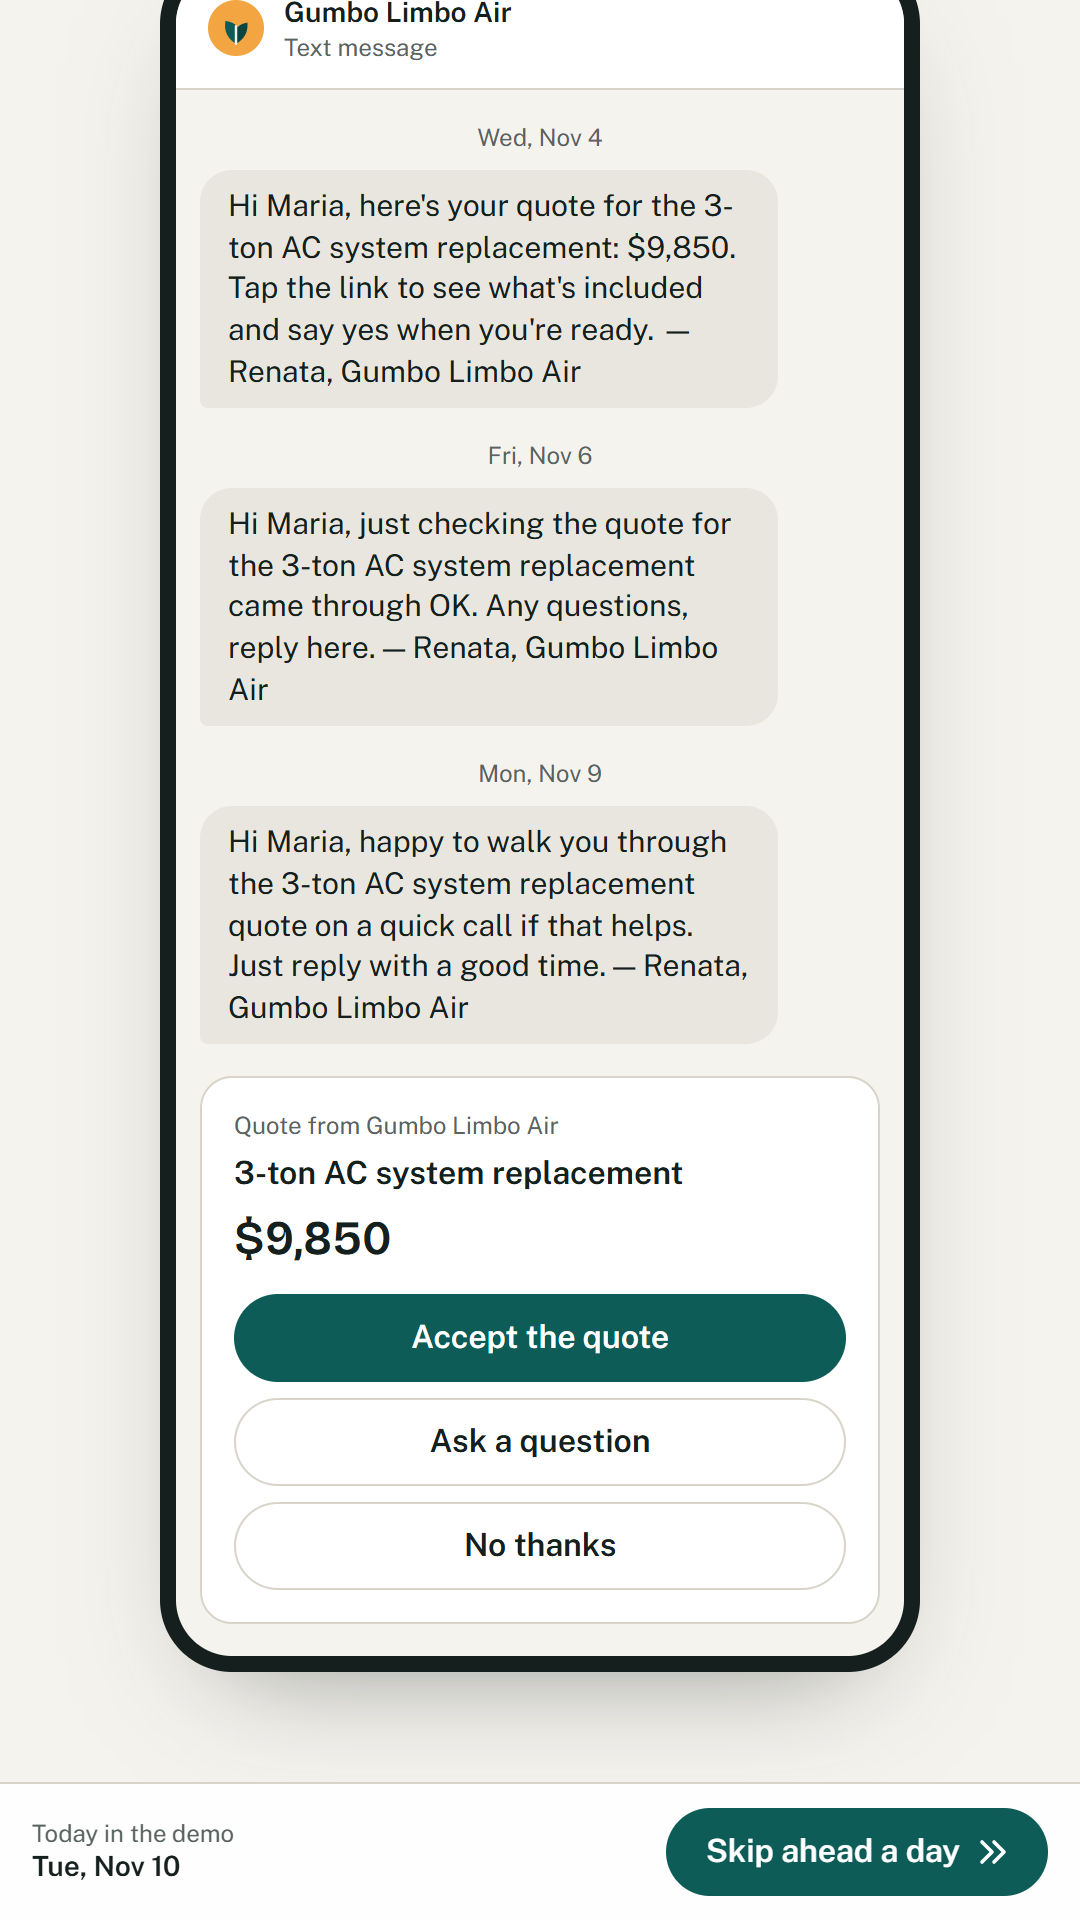 Gumbo Limbo Air
Text message
Wed, Nov 4
Hi Maria, here's your quote for the 3-
ton AC system replacement: $9,850.
Tap the link to see what's included
and say yes when you're ready. —
Renata, Gumbo Limbo Air
Fri, Nov 6
Hi Maria, just checking the quote for
the 3-ton AC system replacement
came through OK. Any questions,
reply here. — Renata, Gumbo Limbo
Air
Mon, Nov 9
Hi Maria, happy to walk you through
the 3-ton AC system replacement
quote on a quick call if that helps.
Just reply with a good time. — Renata,
Gumbo Limbo Air
Quote from Gumbo Limbo Air
3-ton AC system replacement
$9,850
Accept the quote
Ask a question
No thanks
Today in the demo
Tue, Nov 10
Skip ahead a day